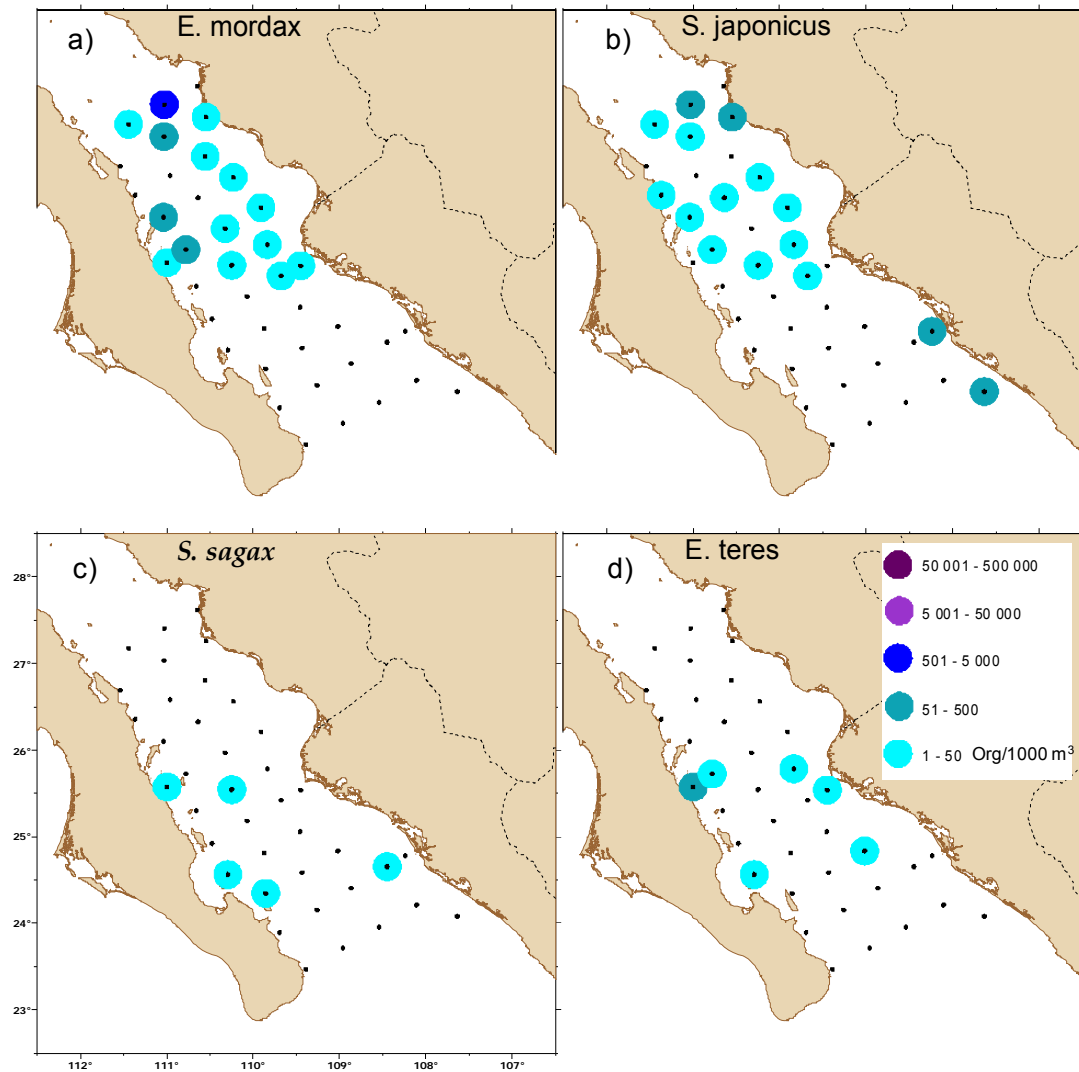 a)
E. mordax
b)
S. japonicus
c)
S. sagax
d)
E. teres
50 001 - 500 000
5 001 - 50 000
501 - 5 000
51 - 500
1 - 50 Org/1000 m³
28°
27°
26°
25°
24°
23°
112°
111°
110°
109°
108°
107°